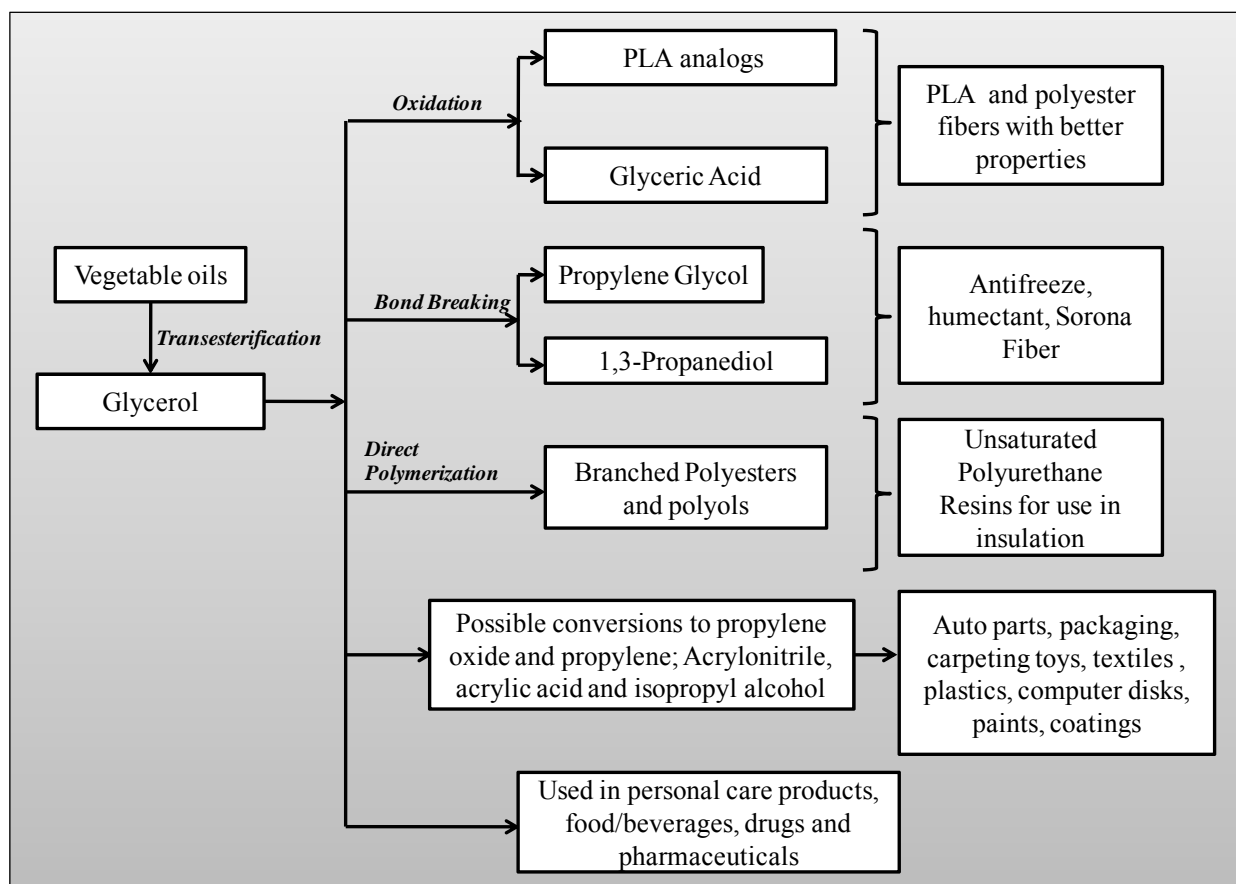 PLA analogs
Oxidation
PLA  and polyester
fibers with better
properties
Glyceric Acid
Vegetable oils
Transesterification
Glycerol
Propylene Glycol
Bond Breaking
1,3-Propanediol
Antifreeze,
humectant, Sorona
Fiber
Direct
Polymerization
Branched Polyesters
and polyols
Unsaturated
Polyurethane
Resins for use in
insulation
Possible conversions to propylene
oxide and propylene; Acrylonitrile,
acrylic acid and isopropyl alcohol
Auto parts, packaging,
carpeting toys, textiles ,
plastics, computer disks,
paints, coatings
Used in personal care products,
food/beverages, drugs and
pharmaceuticals